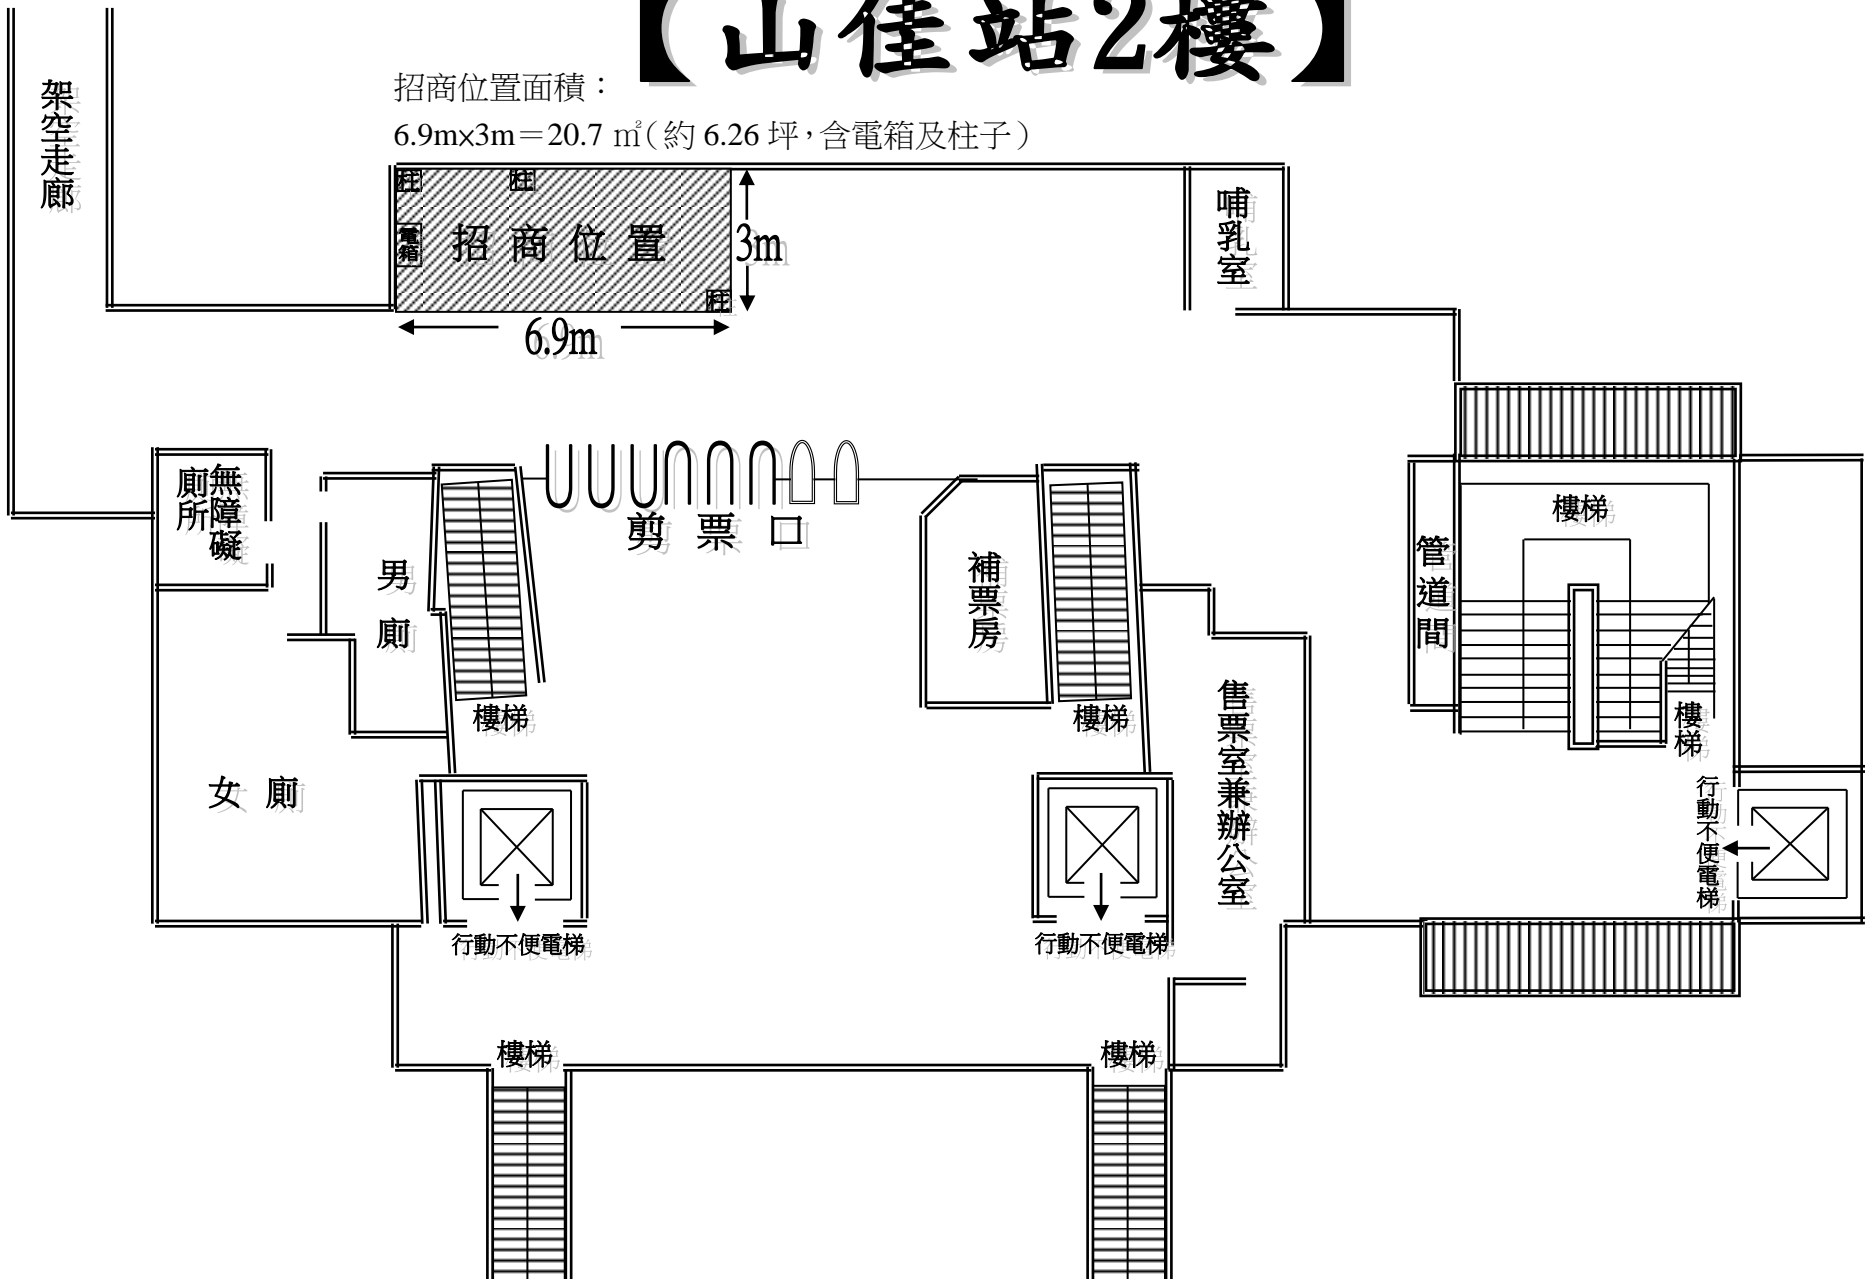 【山佳站2樓】
招商位置面積：
6.9m×3m＝20.7 ㎡（約 6.26 坪，含電箱及柱子）
架空走廊
柱
柱
電箱
招商位置
柱
3m
6.9m
哺乳室
無障礙
廁所
男廁
女廁
樓梯
剪票口
補票房
樓梯
售票室兼辦公室
管道間
樓梯
樓梯
行動不便電梯
行動不便電梯
行動不便電梯
樓梯
樓梯